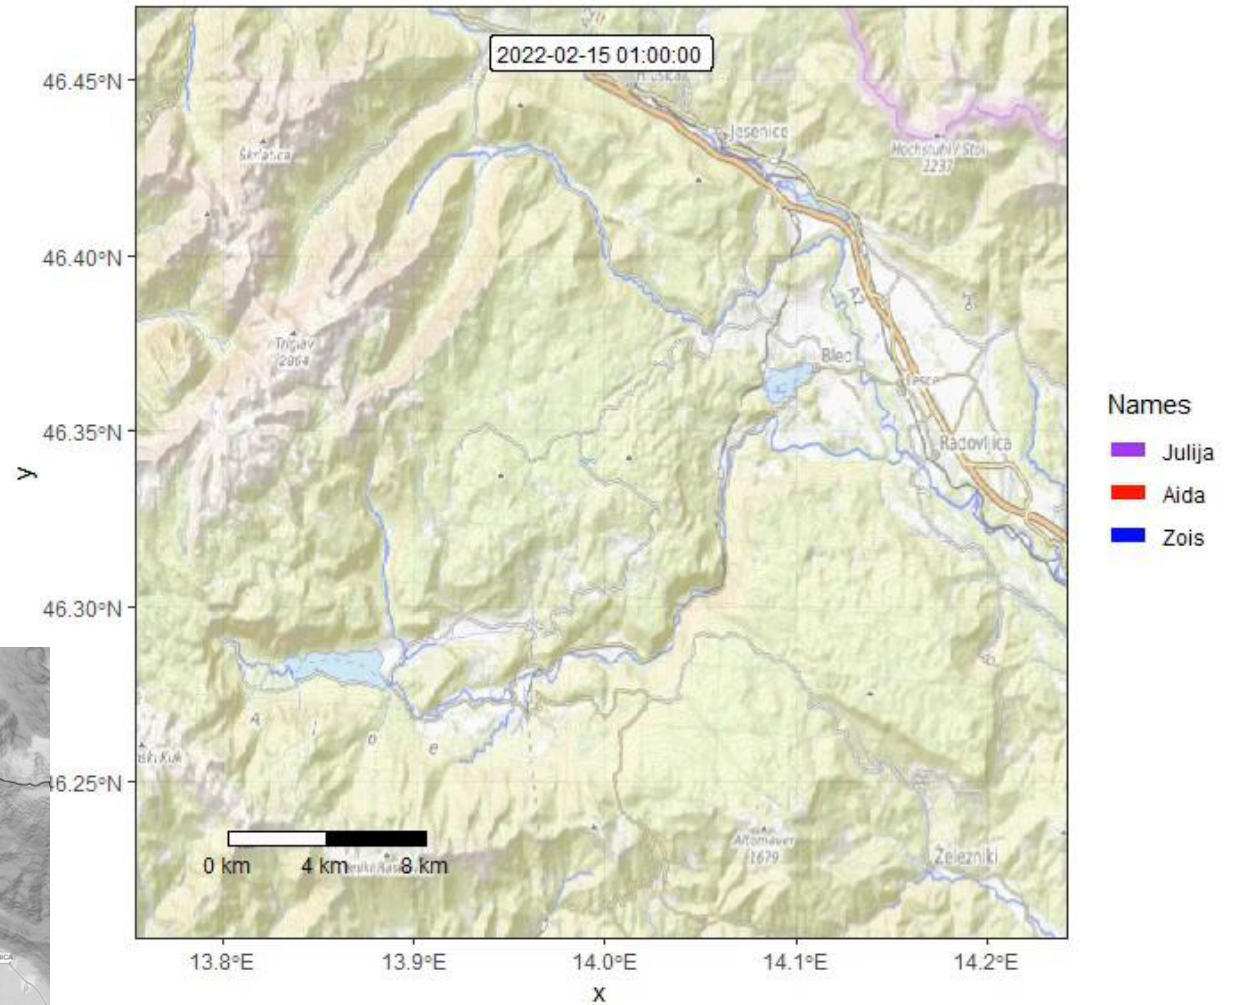 2022-02-15 01:00:00
46.45°N
Hrušica
Jesenice
Škrlatica
Hochstuhl / Stol
2237
46.40°N
A2
Triglav
2864
Bled
Lesce
Names
46.35°N
Radovljica
Julija
y
Aida
Zois
46.30°N
A l p e
46.25°N
0 km 4 km 8 km
Altemaver
1679
Železniki
13.8°E 13.9°E 14.0°E 14.1°E 14.2°E
x